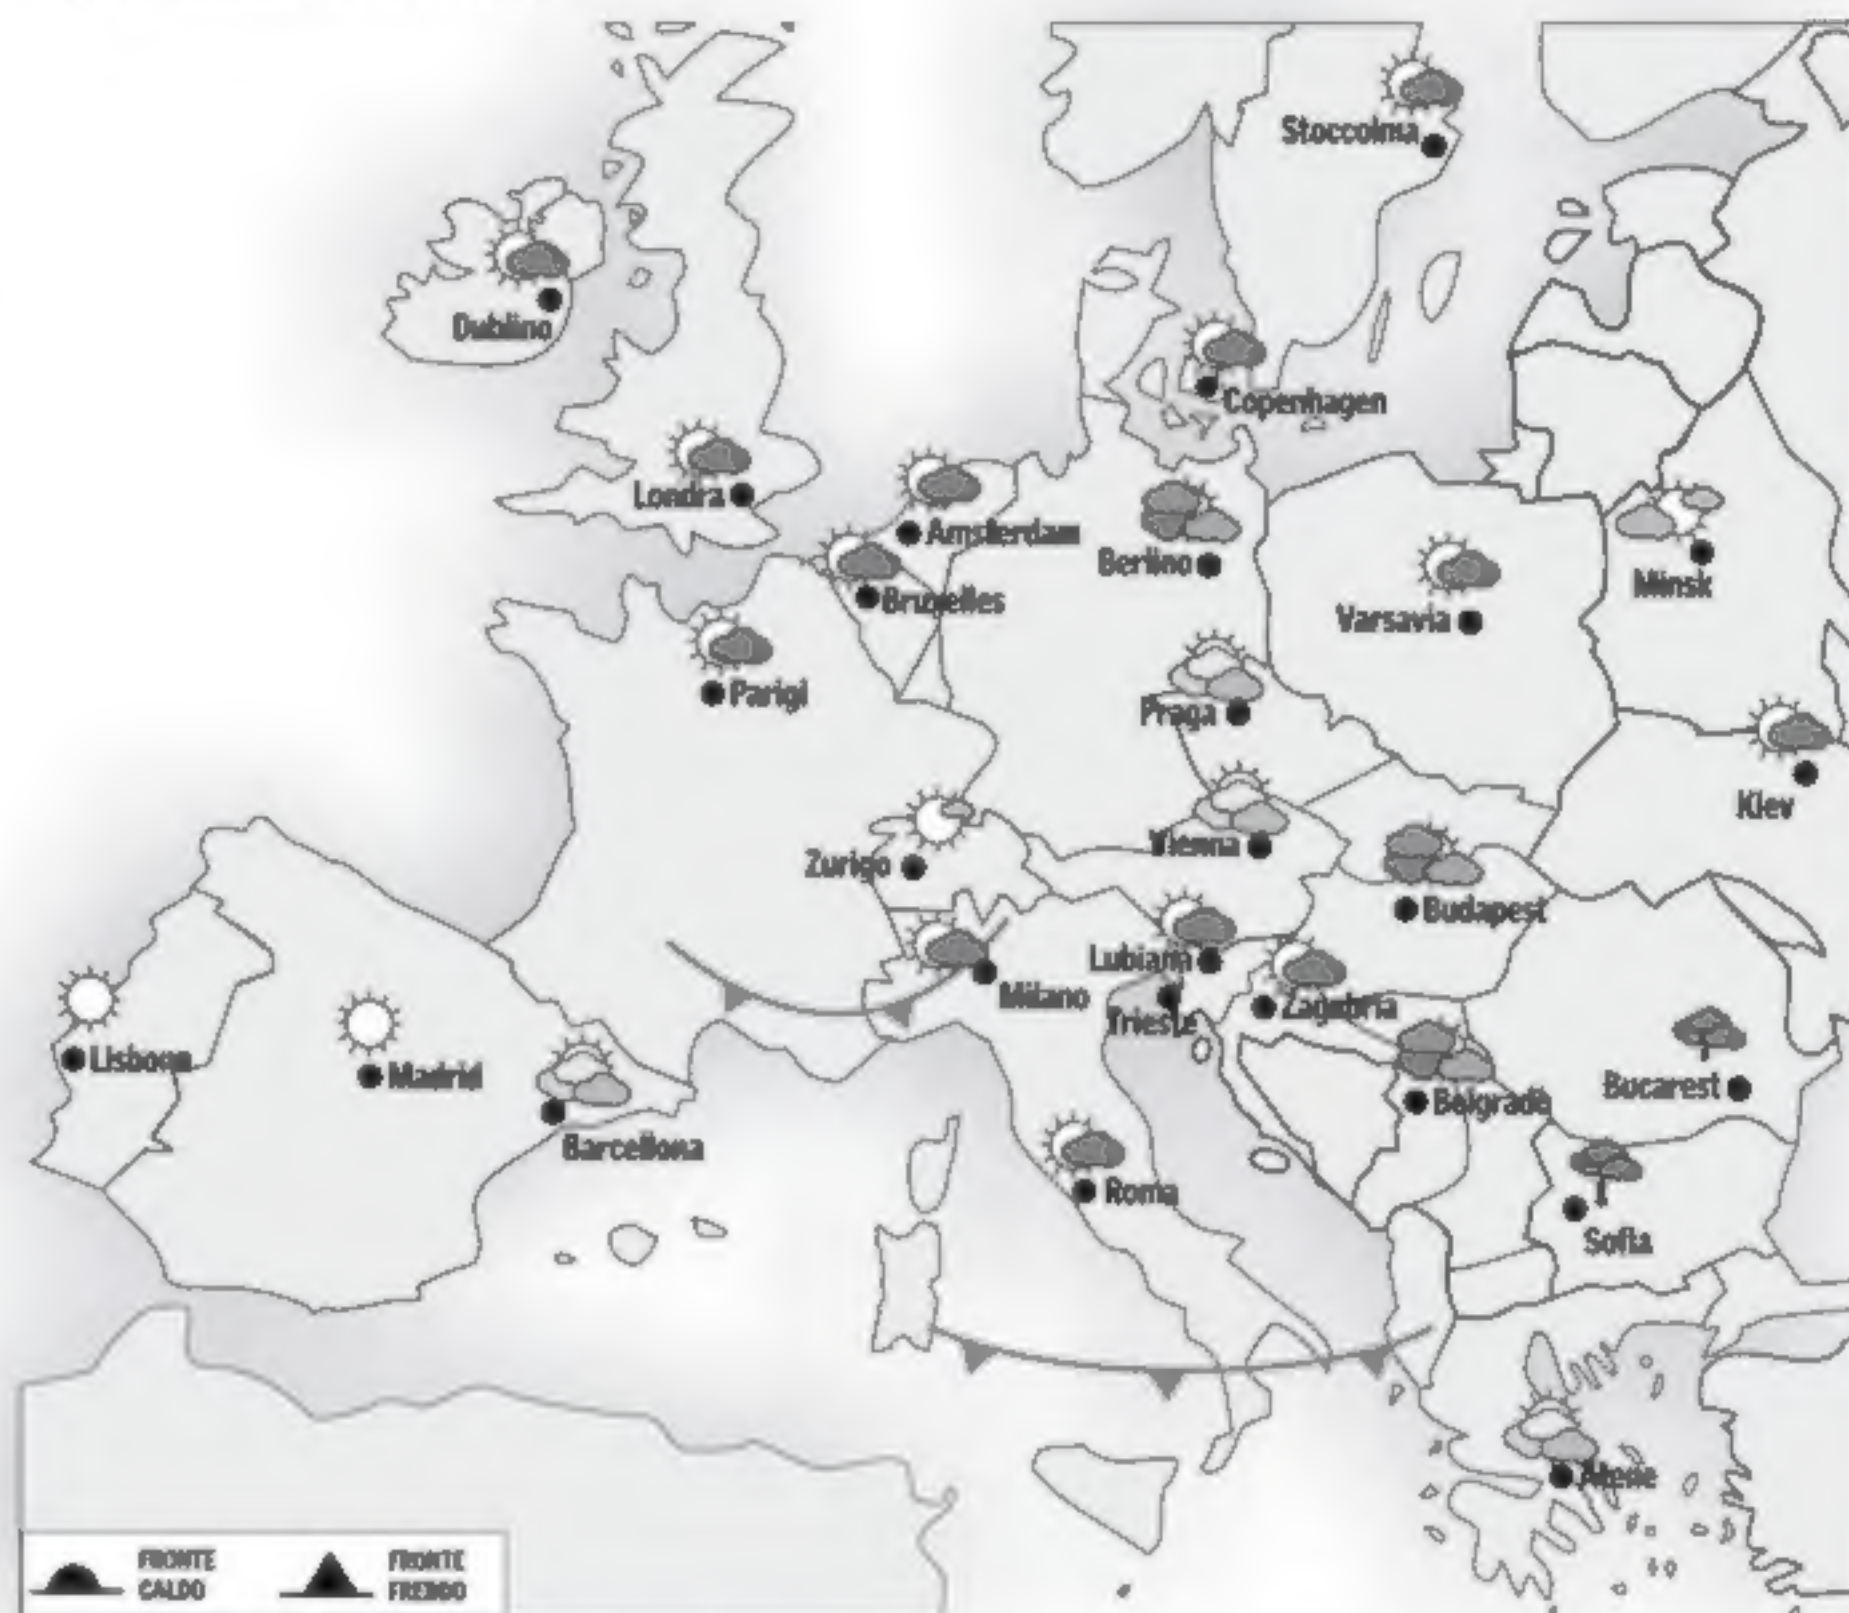 Stoccolma
Dublino
Copenhagen
Londra
Amsterdam
Berlino
Minsk
Bruxelles
Varsavia
Parigi
Praga
Kiev
Vienna
Zurigo
Budapest
Lubiana
Milano
Zagabria
Trieste
Lisbona
Madrid
Belgrado
Bucarest
Barcellona
Roma
Sofia
Atene
FRONTE
CALDO
FRONTE
FREDDO